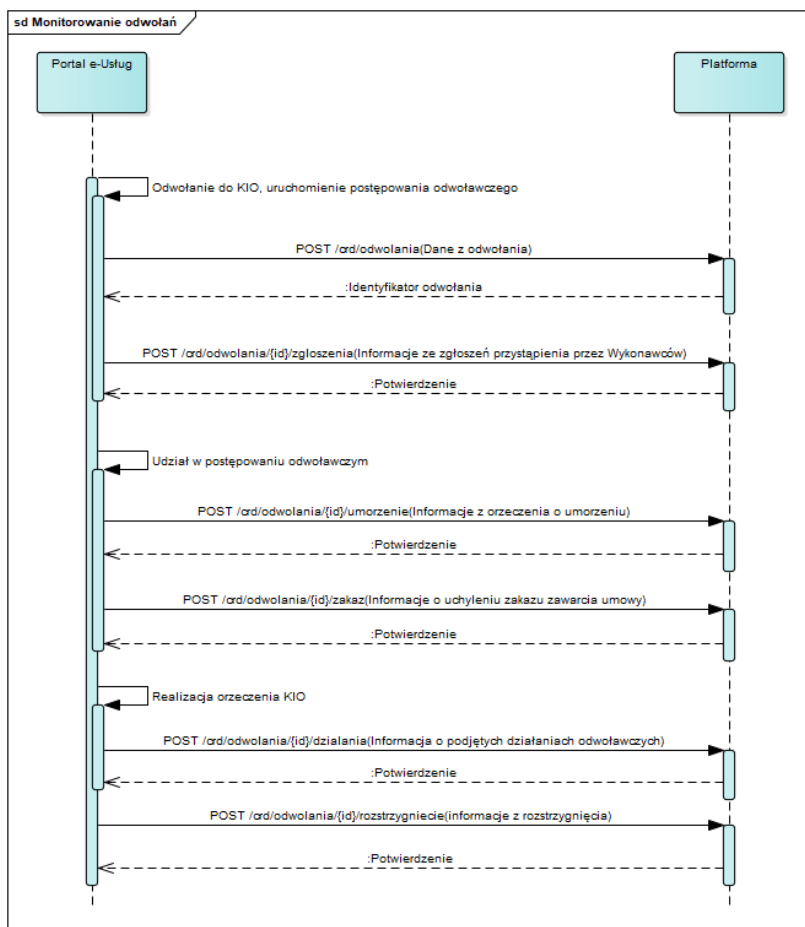 sd Monitorowanie odwołań
Portal e-Usług
Platforma
Odwołanie do KIO, uruchomienie postępowania odwoławczego
POST /crd/odwolania(Dane z odwołania)
:Identyfikator odwołania
POST /crd/odwolania/{id}/zgloszenia(Informacje ze zgłoszeń przystąpienia przez Wykonawców)
:Potwierdzenie
Udział w postępowaniu odwoławczym
POST /crd/odwolania/{id}/umorzenie(Informacje z orzeczenia o umorzeniu)
:Potwierdzenie
POST /crd/odwolania/{id}/zakaz(Informacje o uchyleniu zakazu zawarcia umowy)
:Potwierdzenie
Realizacja orzeczenia KIO
POST /crd/odwolania/{id}/dzialania(Informacja o podjętych działaniach odwoławczych)
:Potwierdzenie
POST /crd/odwolania/{id}/rozstrzygniecie(informacje z rozstrzygnięcia)
:Potwierdzenie